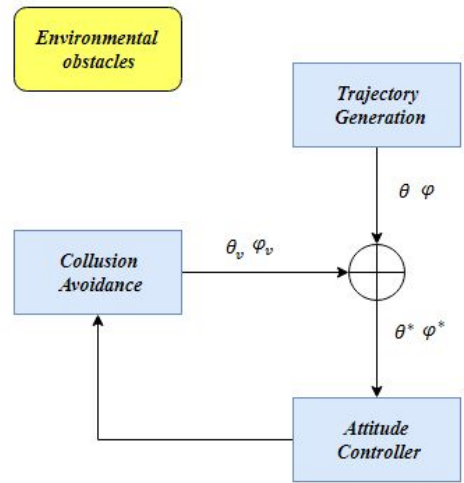 Environmental
obstacles
Trajectory
Generation
θ φ
Collusion
Avoidance
θᵥ φᵥ
θ* φ*
Attitude
Controller